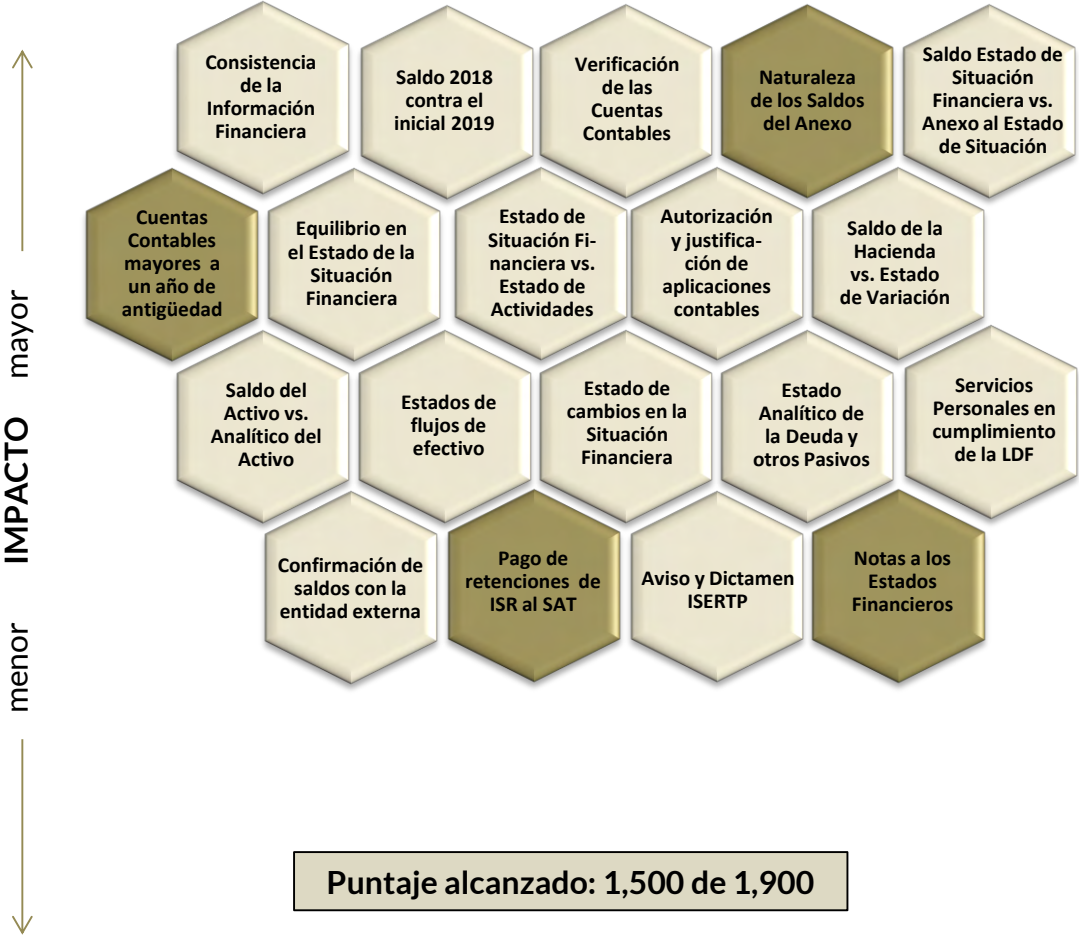 Consistencia
de la
Información
Financiera
Saldo 2018
contra el
inicial 2019
Verificación
de las
Cuentas
Contables
Naturaleza
de los Saldos
del Anexo
Saldo Estado de
Situación
Financiera vs.
Anexo al Estado
de Situación
Cuentas
Contables
mayores a
un año de
antigüedad
Equilibrio en
el Estado de la
Situación
Financiera
Estado de
Situación Fi-
nanciera vs.
Estado de
Actividades
Autorización
y justifica-
ción de
aplicaciones
contables
Saldo de la
Hacienda
vs. Estado
de Variación
Saldo del
Activo vs.
Analítico del
Activo
Estados de
flujos de
efectivo
Estado de
cambios en la
Situación
Financiera
Estado
Analítico de
la Deuda y
otros Pasivos
Servicios
Personales en
cumplimiento
de la LDF
Confirmación de
saldos con la
entidad externa
Pago de
retenciones de
ISR al SAT
Aviso y Dictamen
ISERTP
Notas a los
Estados
Financieros
menor IMPACTO mayor
Puntaje alcanzado: 1,500 de 1,900